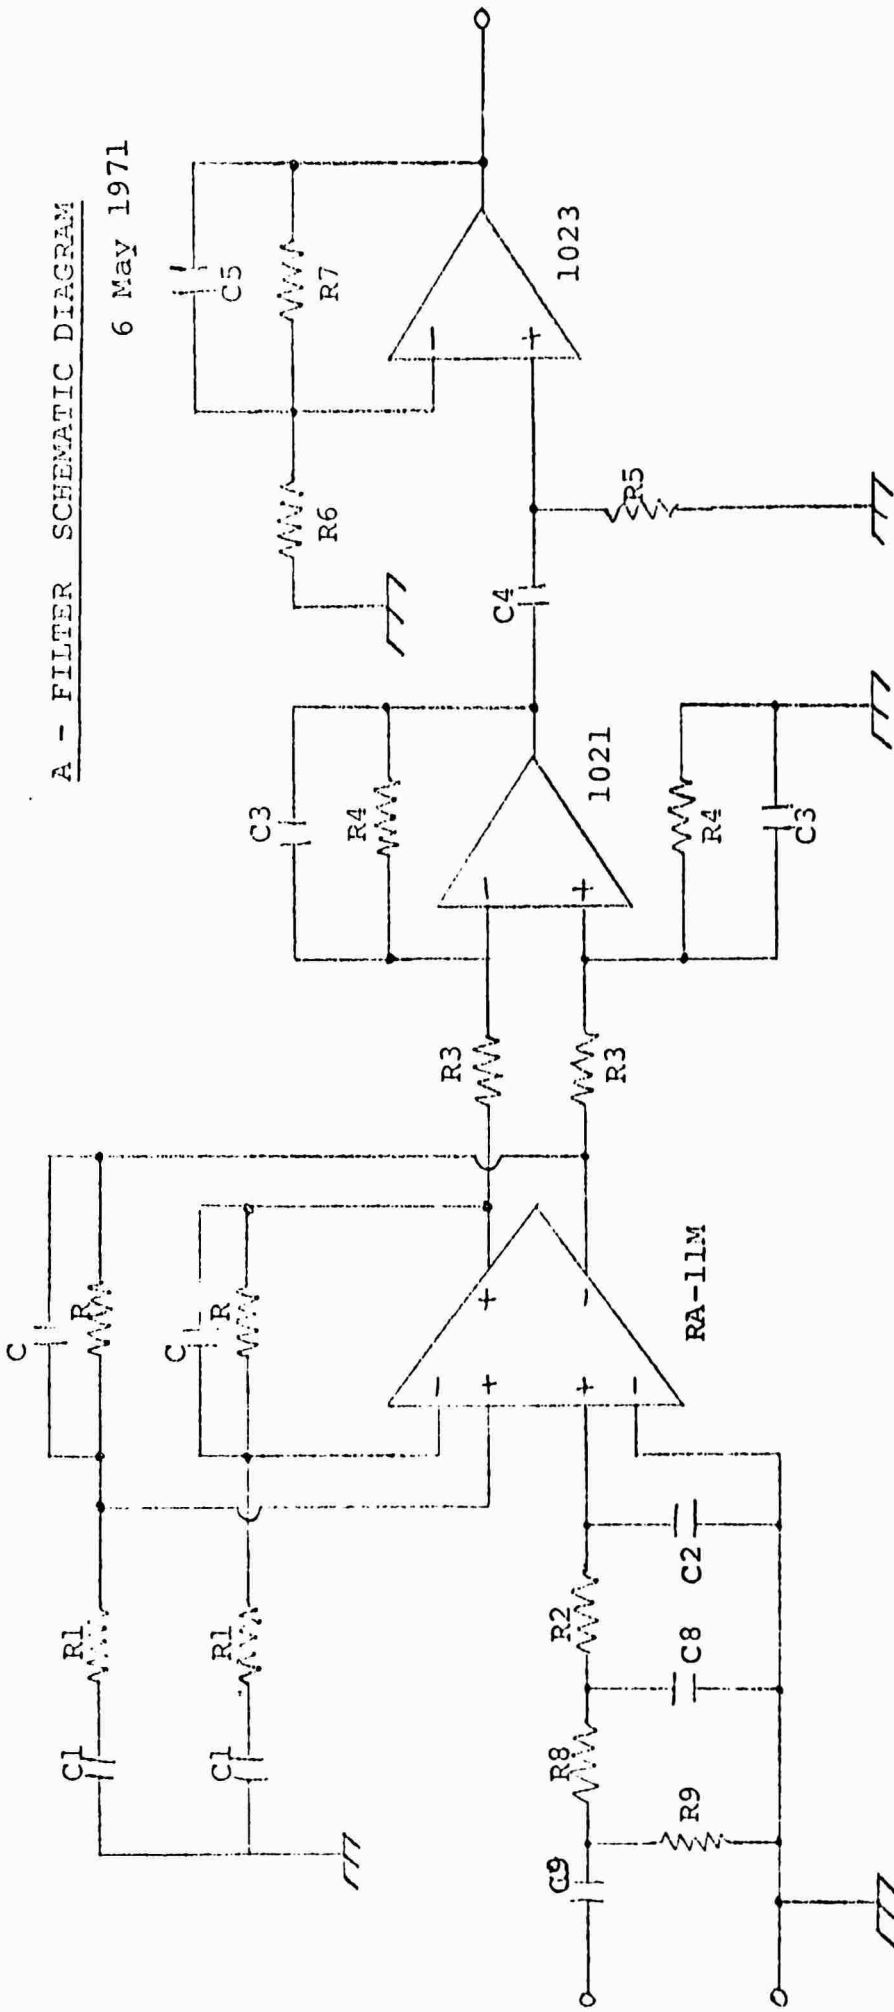 A - FILTER SCHEMATIC DIAGRAM
6 May 1971
C
R
C
R
C1
R1
C1
R1
+
-
-
+
+
-
RA-11M
C9
R9
R8
C8
R2
C2
R3
R3
C3
R4
-
+
1021
R4
C3
C4
R5
R6
C5
R7
-
+
1023